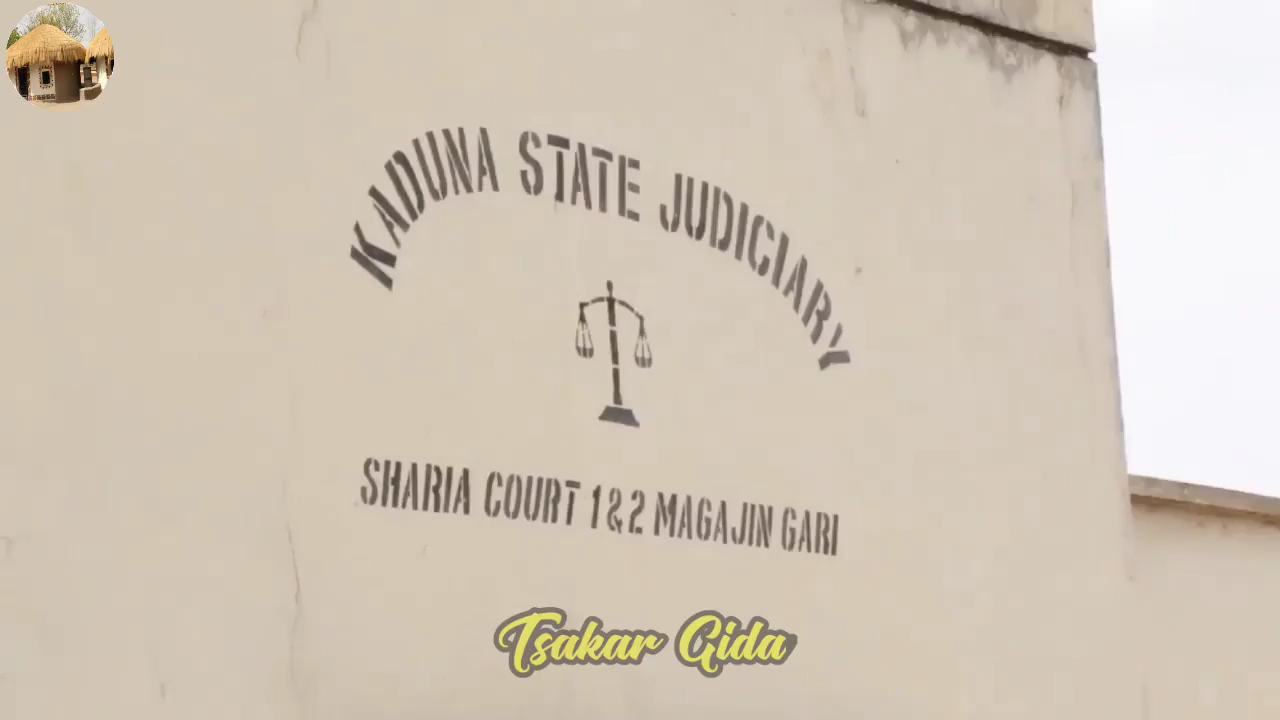 KADUNA STATE JUDICIARY
SHARIA COURT 1&2 MAGAJIN GARI
Tsakar Gida